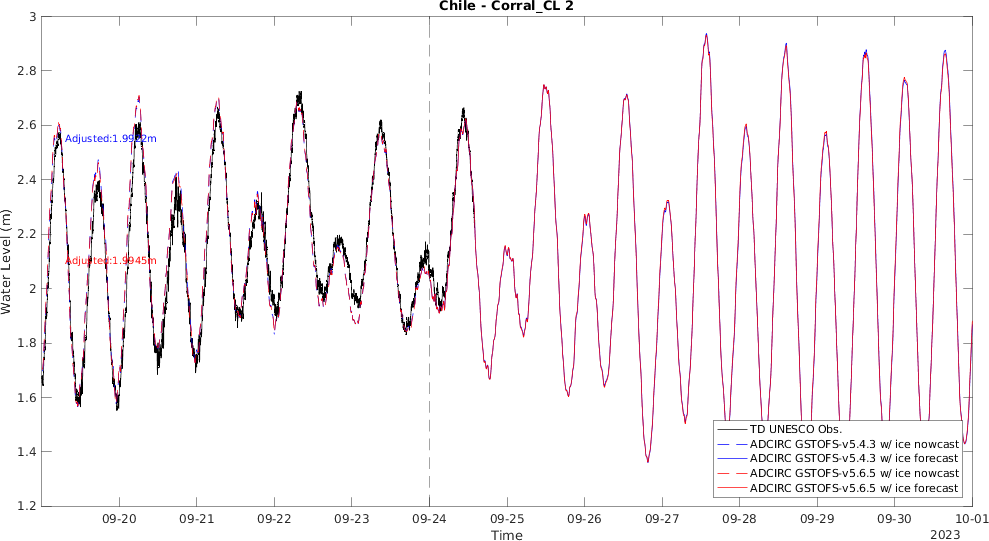 Chile - Corral_CL 2
3
2.8
2.6
2.4
2.2
2
1.8
1.6
1.4
1.2
Water Level (m)
Adjusted:1.9922m
Adjusted:1.9945m
TD UNESCO Obs.
ADCIRC GSTOFS-v5.4.3 w/ ice nowcast
ADCIRC GSTOFS-v5.4.3 w/ ice forecast
ADCIRC GSTOFS-v5.6.5 w/ ice nowcast
ADCIRC GSTOFS-v5.6.5 w/ ice forecast
09-20 09-21 09-22 09-23 09-24 09-25 09-26 09-27 09-28 09-29 09-30 10-01
Time
2023